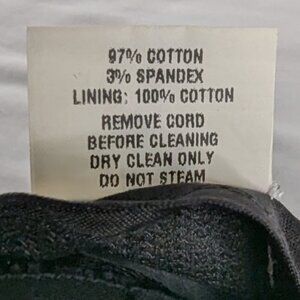 97% COTTON
3% SPANDEX
LINING: 100% COTTON
REMOVE CORD
BEFORE CLEANING
DRY CLEAN ONLY
DO NOT STEAM